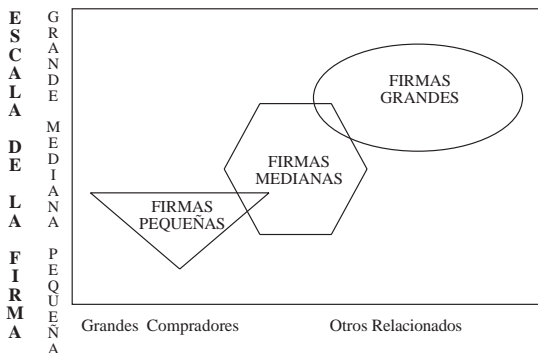 ESCALA DE LA FIRMA
GRANDE MEDIANA PEQUEÑA
FIRMAS
GRANDES
FIRMAS
MEDIANAS
FIRMAS
PEQUEÑAS
Grandes Compradores
Otros Relacionados